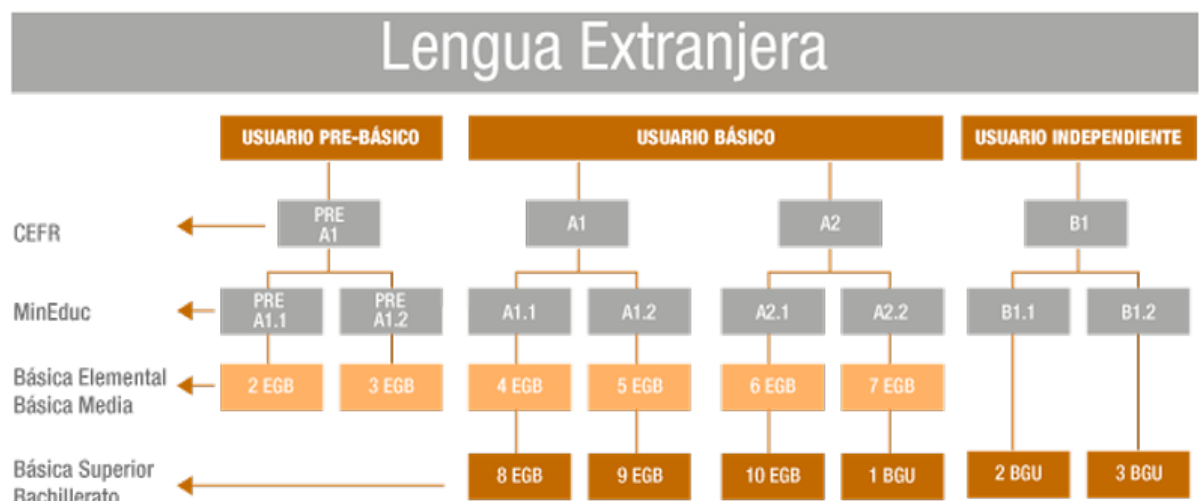 Lengua Extranjera
USUARIO PRE-BÁSICO USUARIO BÁSICO USUARIO INDEPENDIENTE
CEFR
PRE
A1
A1 A2 B1
MinEduc
PRE
A1.1
PRE
A1.2
A1.1 A1.2 A2.1 A2.2 B1.1 B1.2
Básica Elemental
Básica Media
2 EGB 3 EGB 4 EGB 5 EGB 6 EGB 7 EGB
Básica Superior
Bachillerato
8 EGB 9 EGB 10 EGB 1 BGU 2 BGU 3 BGU